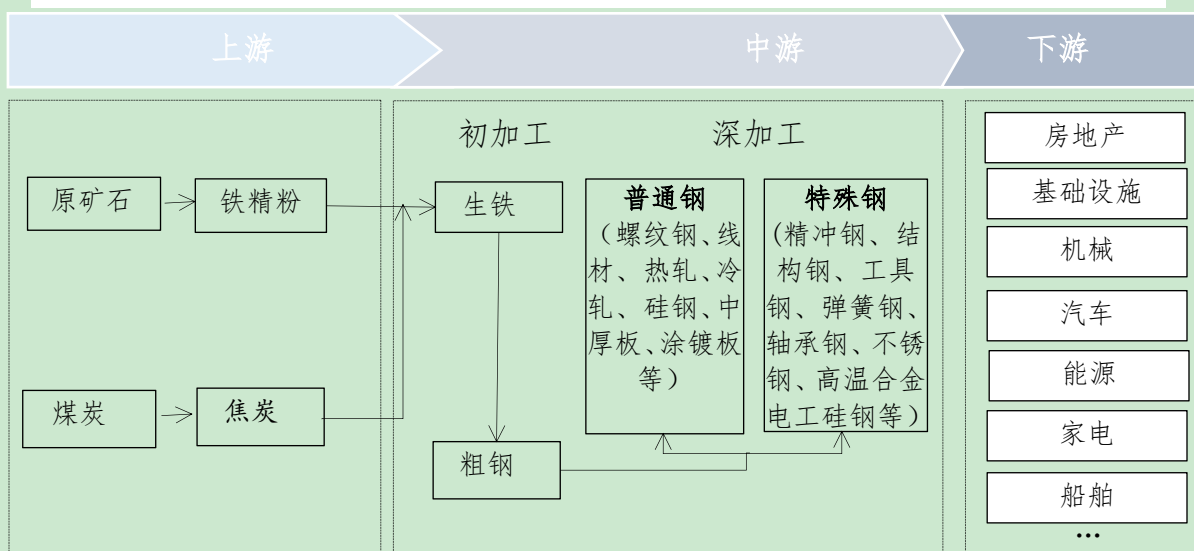 上游
中游
下游
原矿石
铁精粉
煤炭
焦炭
初加工
深加工
生铁
粗钢
普通钢
（螺纹钢、线
材、热轧、冷
轧、硅钢、中
厚板、涂镀板
等）
特殊钢
(精冲钢、结
构钢、工具
钢、弹簧钢、
轴承钢、不锈
钢、高温合金
电工硅钢等）
房地产
基础设施
机械
汽车
能源
家电
船舶
…